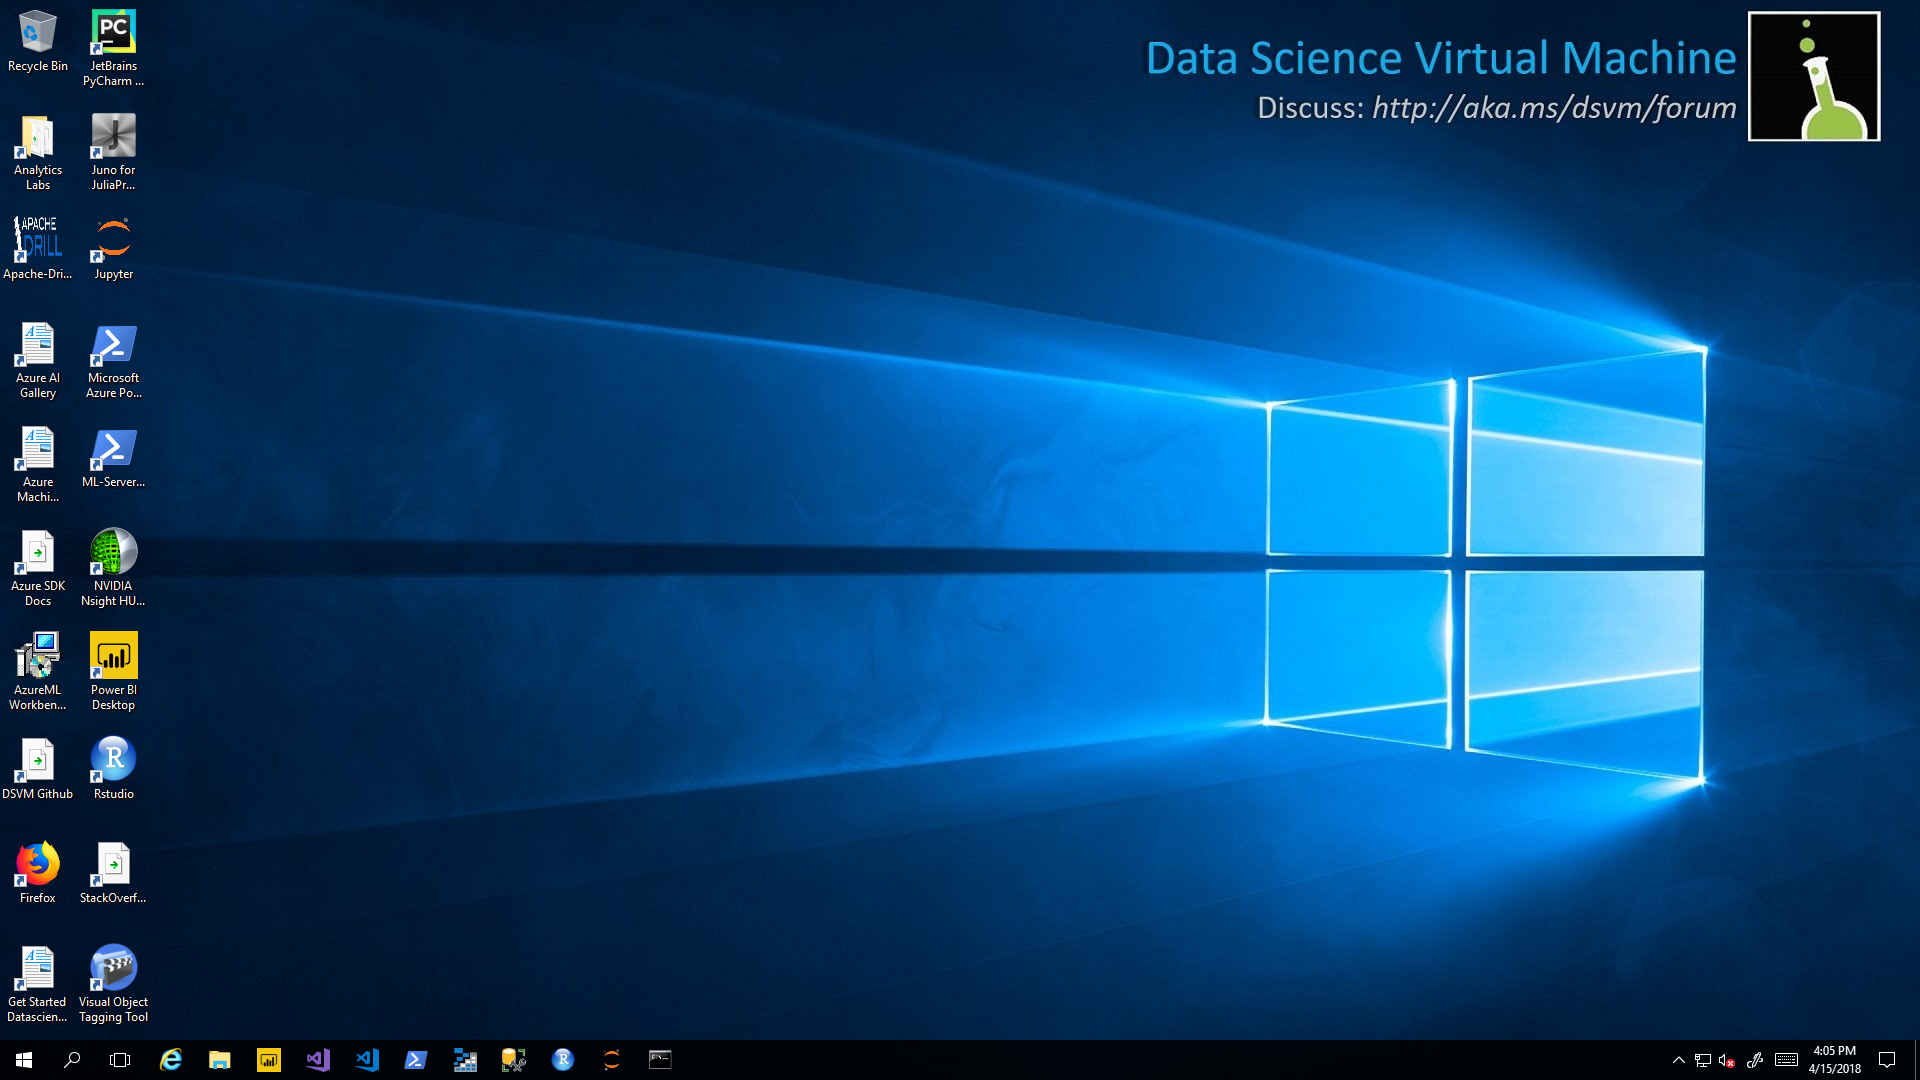 Data Science Virtual Machine
Discuss: http://aka.ms/dsvm/forum
Recycle Bin
JetBrains
PyCharm ...
Analytics
Labs
Juno for
JuliaPr...
APACHE
DRILL
Apache-Dri...
Jupyter
Azure AI
Gallery
Microsoft
Azure Po...
Azure
Machi...
ML-Server...
Azure SDK
Docs
NVIDIA
Nsight HU...
AzureML
Workben...
Power BI
Desktop
DSVM Github
Rstudio
Firefox
StackOverf...
Get Started
Datascien...
Visual Object
Tagging Tool
PC
J
R
R
4:05 PM
4/15/2018